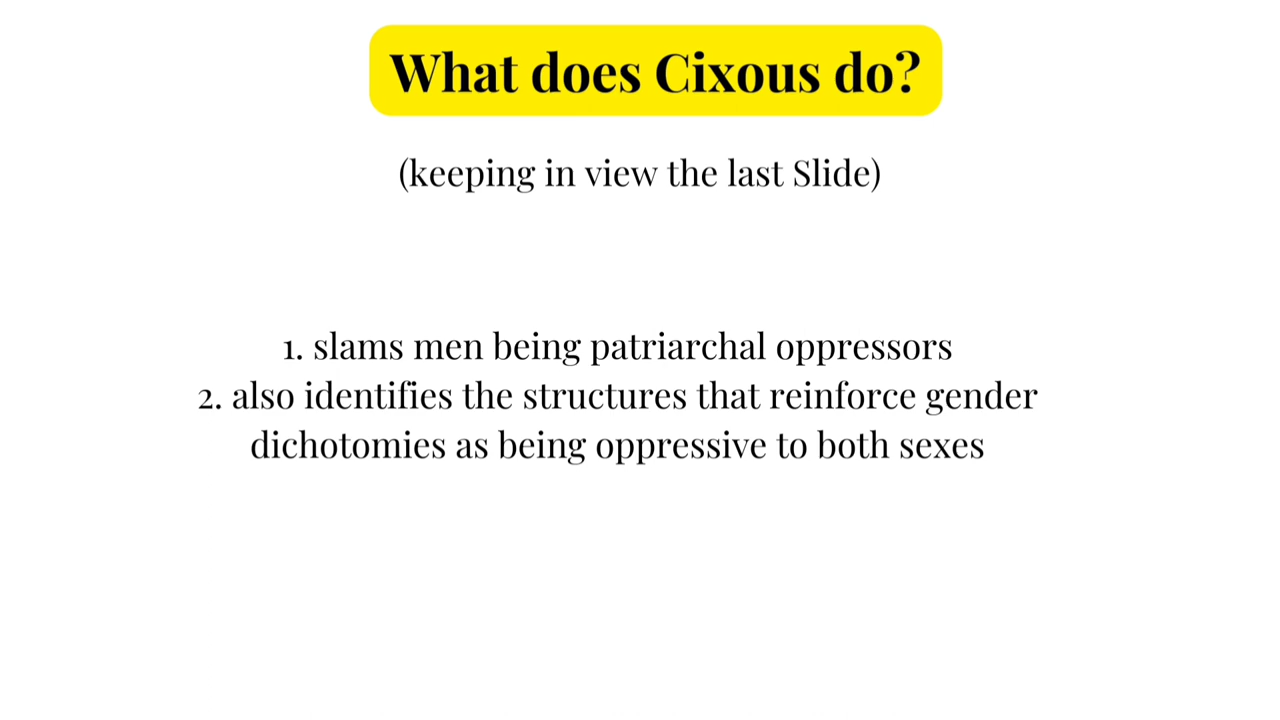 What does Cixous do?
(keeping in view the last Slide)
1. slams men being patriarchal oppressors
2. also identifies the structures that reinforce gender
dichotomies as being oppressive to both sexes